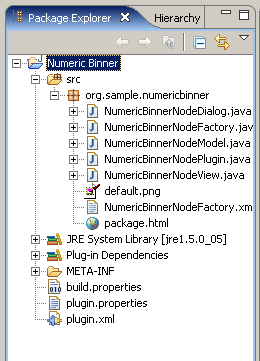 Package Explorer
Hierarchy
Numeric Binner
src
org.sample.numericbinner
NumericBinnerNodeDialog.java
NumericBinnerNodeFactory.jav
NumericBinnerNodeModel.java
NumericBinnerNodePlugin.java
NumericBinnerNodeView.java
default.png
NumericBinnerNodeFactory.xm
package.html
JRE System Library [jre1.5.0_05]
Plug-in Dependencies
META-INF
build.properties
plugin.properties
plugin.xml